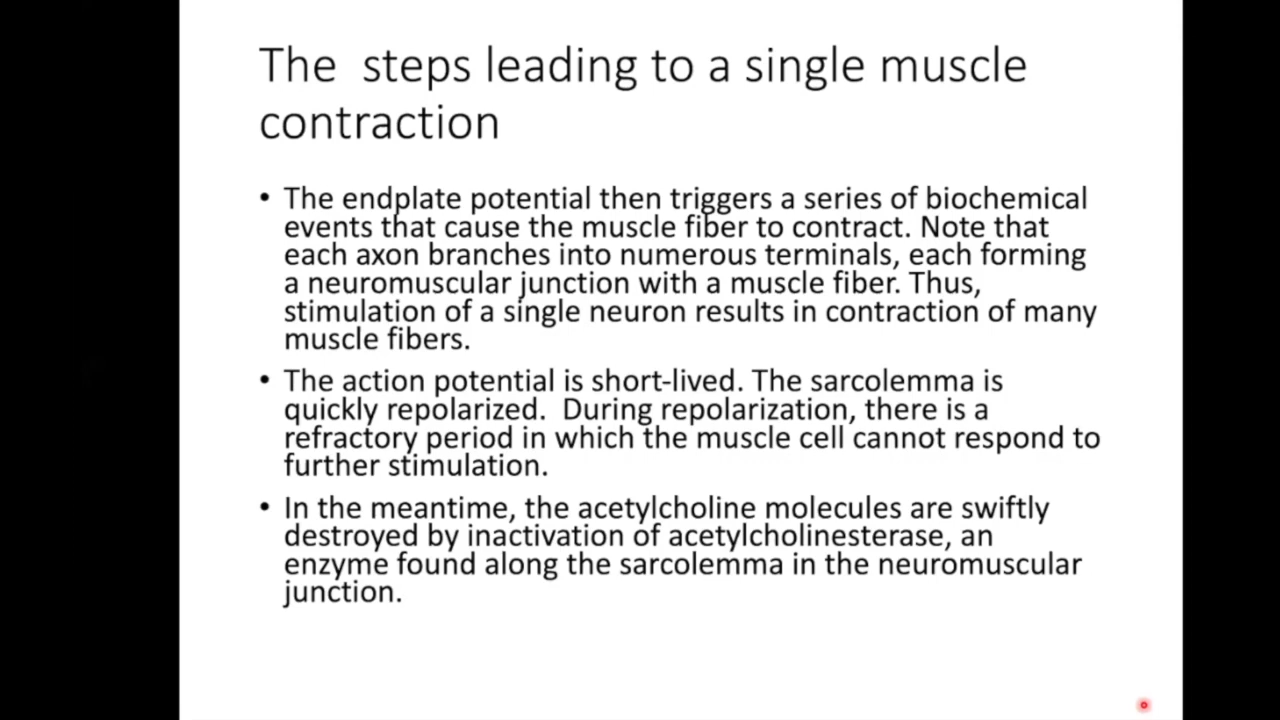 The  steps leading to a single muscle
contraction
• The endplate potential then triggers a series of biochemical
events that cause the muscle fiber to contract. Note that
each axon branches into numerous terminals, each forming
a neuromuscular junction with a muscle fiber. Thus,
stimulation of a single neuron results in contraction of many
muscle fibers.
• The action potential is short-lived. The sarcolemma is
quickly repolarized.  During repolarization, there is a
refractory period in which the muscle cell cannot respond to
further stimulation.
• In the meantime, the acetylcholine molecules are swiftly
destroyed by inactivation of acetylcholinesterase, an
enzyme found along the sarcolemma in the neuromuscular
junction.